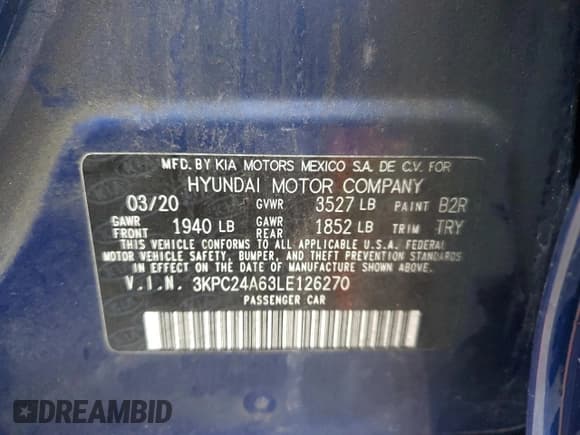 MFD. BY KIA MOTORS MEXICO S.A. DE C.V. FOR
HYUNDAI MOTOR COMPANY
03/20 GVWR 3527 LB PAINT B2R
GAWR FRONT 1940 LB GAWR 1852 LB TRIM TRY
THIS VEHICLE CONFORMS TO ALL APPLICABLE U.S.A. FEDERAL
MOTOR VEHICLE SAFETY, BUMPER, AND THEFT PREVENTION STANDARDS
IN EFFECT ON THE DATE OF MANUFACTURE SHOWN ABOVE.
V.I.N. 3KPC24A63LE126270
PASSENGER CAR
DREAMBID